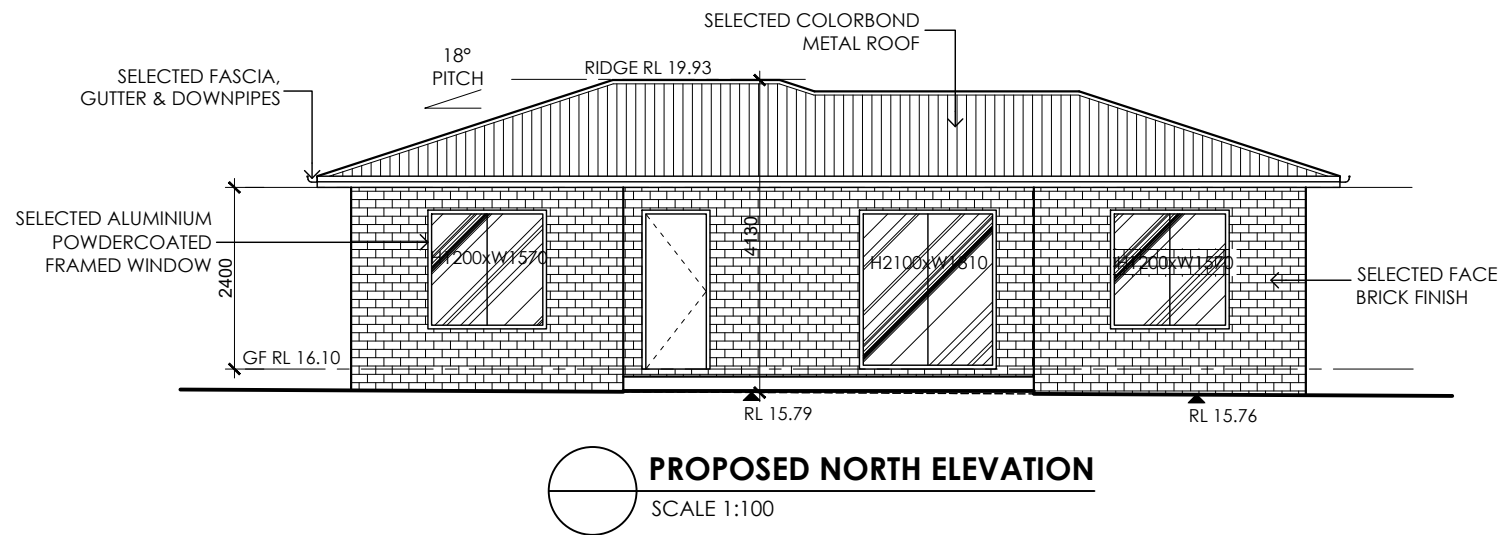 SELECTED COLORBOND
METAL ROOF
18°
PITCH
RIDGE RL 19.93
SELECTED FASCIA,
GUTTER & DOWNPIPES
SELECTED ALUMINIUM
POWDERCOATED
FRAMED WINDOW
2400
H1200xW1570
4130
H2100xW1810
H1200xW1570
SELECTED FACE
BRICK FINISH
GF RL 16.10
RL 15.79
RL 15.76
PROPOSED NORTH ELEVATION
SCALE 1:100